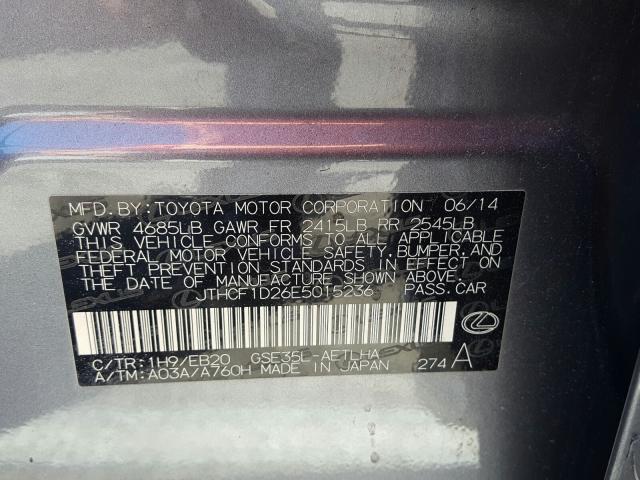 MFD. BY: TOYOTA MOTOR CORPORATION 06/14
GVWR 4685LB GAWR FR 2415LB RR 2545LB
THIS VEHICLE CONFORMS TO ALL APPLICABLE
FEDERAL MOTOR VEHICLE SAFETY, BUMPER, AND
THEFT PREVENTION STANDARDS IN EFFECT ON
THE DATE OF MANUFACTURE SHOWN ABOVE.
JTHCF1D26E5015236 PASS. CAR
C/TR: 1H9/EB20 GSE35L-AETLHA
A/TM: A03A/A760H MADE IN JAPAN 274 A